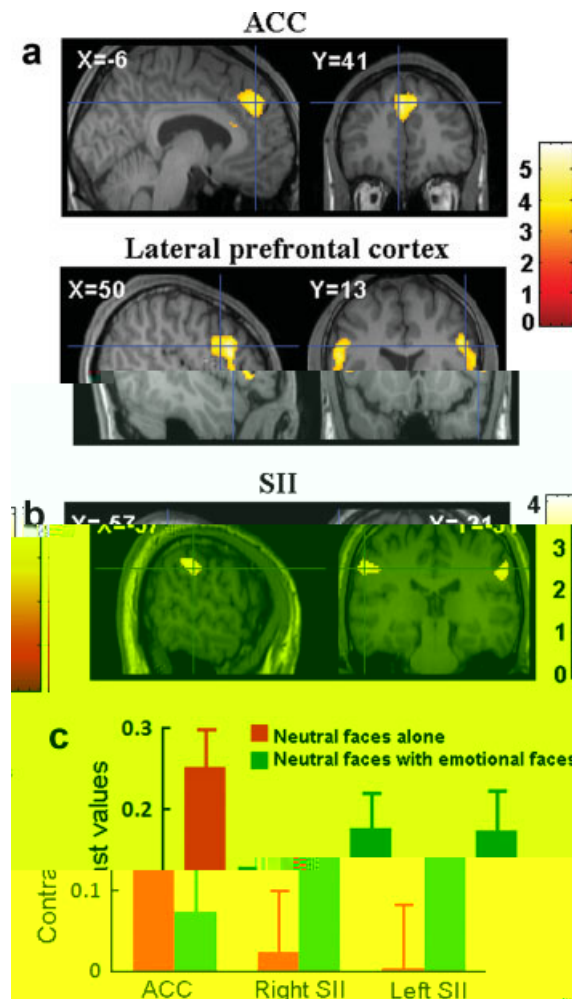 ACC
a
X=-6 Y=41
5
4
3
2
1
0
Lateral prefrontal cortex
X=50 Y=13
SII
b
4
3
2
1
0
c
Neutral faces alone
Neutral faces with emotional faces
0.3
0.2
0.1
0
ACC Right SII Left SII